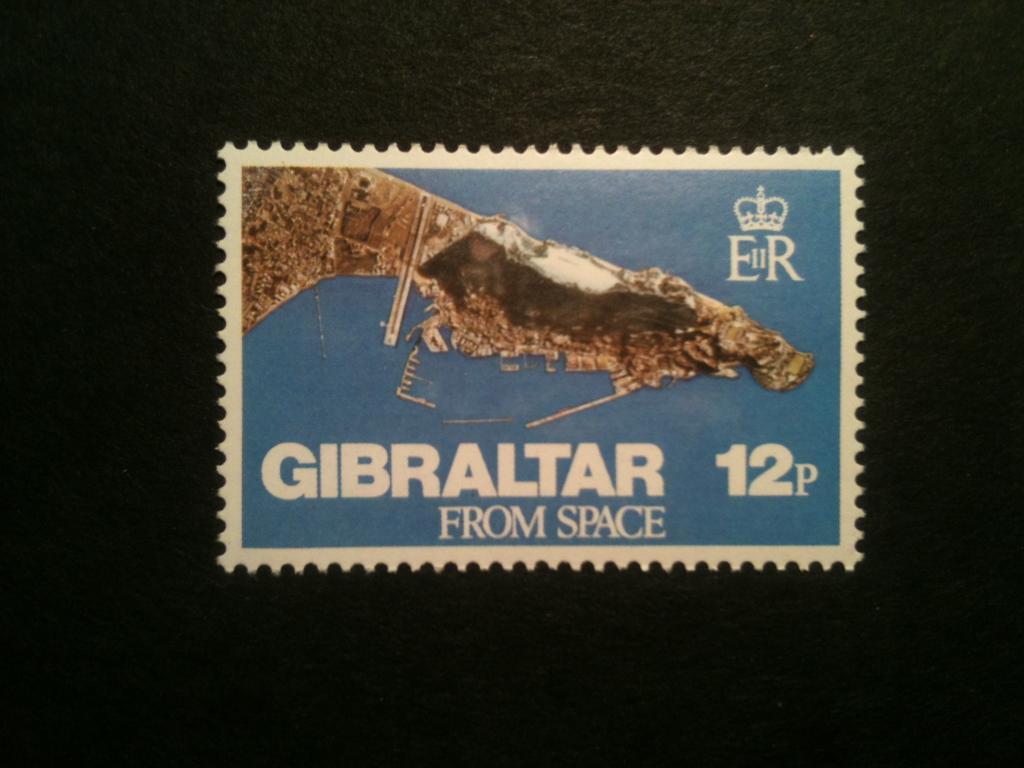 EIIR
GIBRALTAR 12P
FROM SPACE